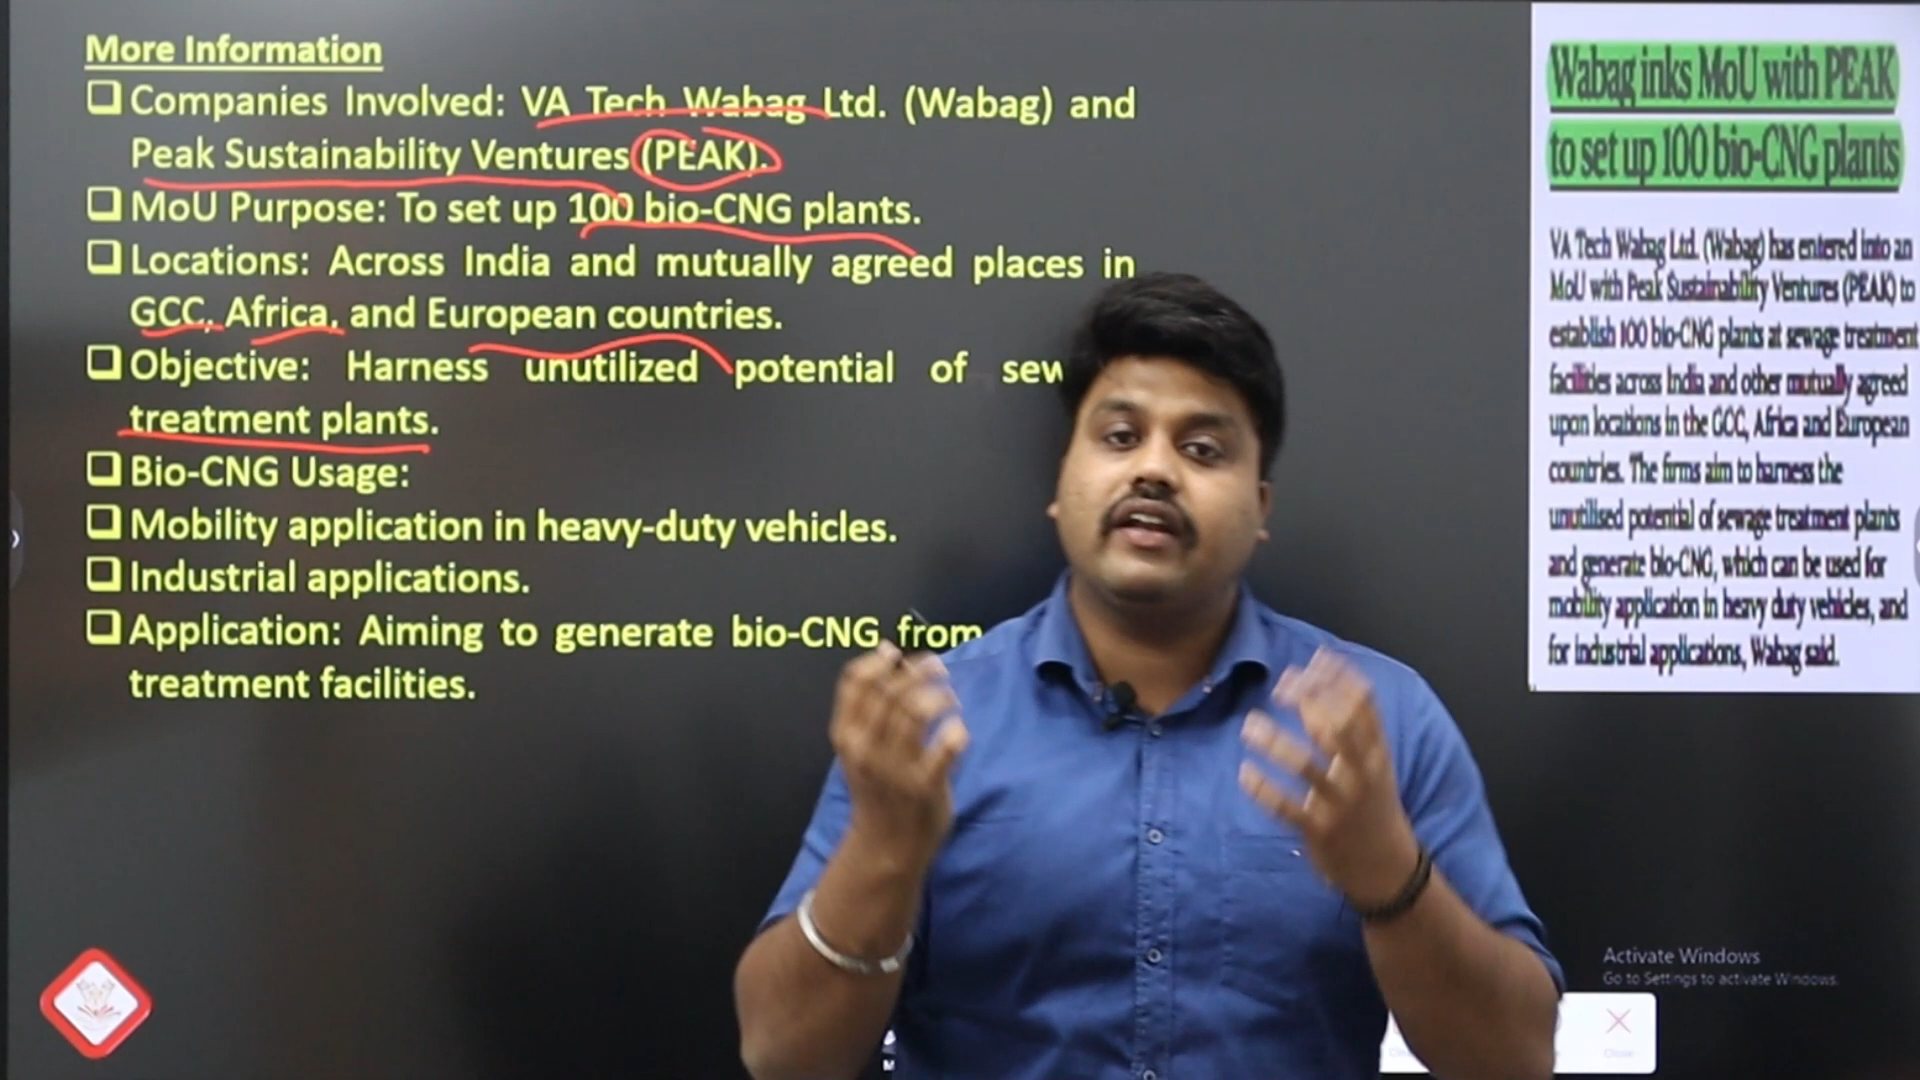 More Information
❑ Companies Involved: VA Tech Wabag Ltd. (Wabag) and
Peak Sustainability Ventures (PEAK).
❑ MoU Purpose: To set up 100 bio-CNG plants.
❑ Locations: Across India and mutually agreed places in
GCC, Africa, and European countries.
❑ Objective: Harness unutilized potential of sew
treatment plants.
❑ Bio-CNG Usage:
❑ Mobility application in heavy-duty vehicles.
❑ Industrial applications.
❑ Application: Aiming to generate bio-CNG from
treatment facilities.
Wabag inks MoU with PEAK
to set up 100 bio-CNG plants
VA Tech Wabag Ltd. (Wabag) has entered into an
MoU with Peak Sustainability Ventures (PEAK) to
establish 100 bio-CNG plants at sewage treatment
facilities across India and other mutually agreed
upon locations in the GCC, Africa and European
countries. The firms aim to harness the
unutilised potential of sewage treatment plants
and generate bio-CNG, which can be used for
mobility application in heavy duty vehicles, and
for industrial applications, Wabag said.
Activate Windows
Go to Settings to activate Windows.
Close
M